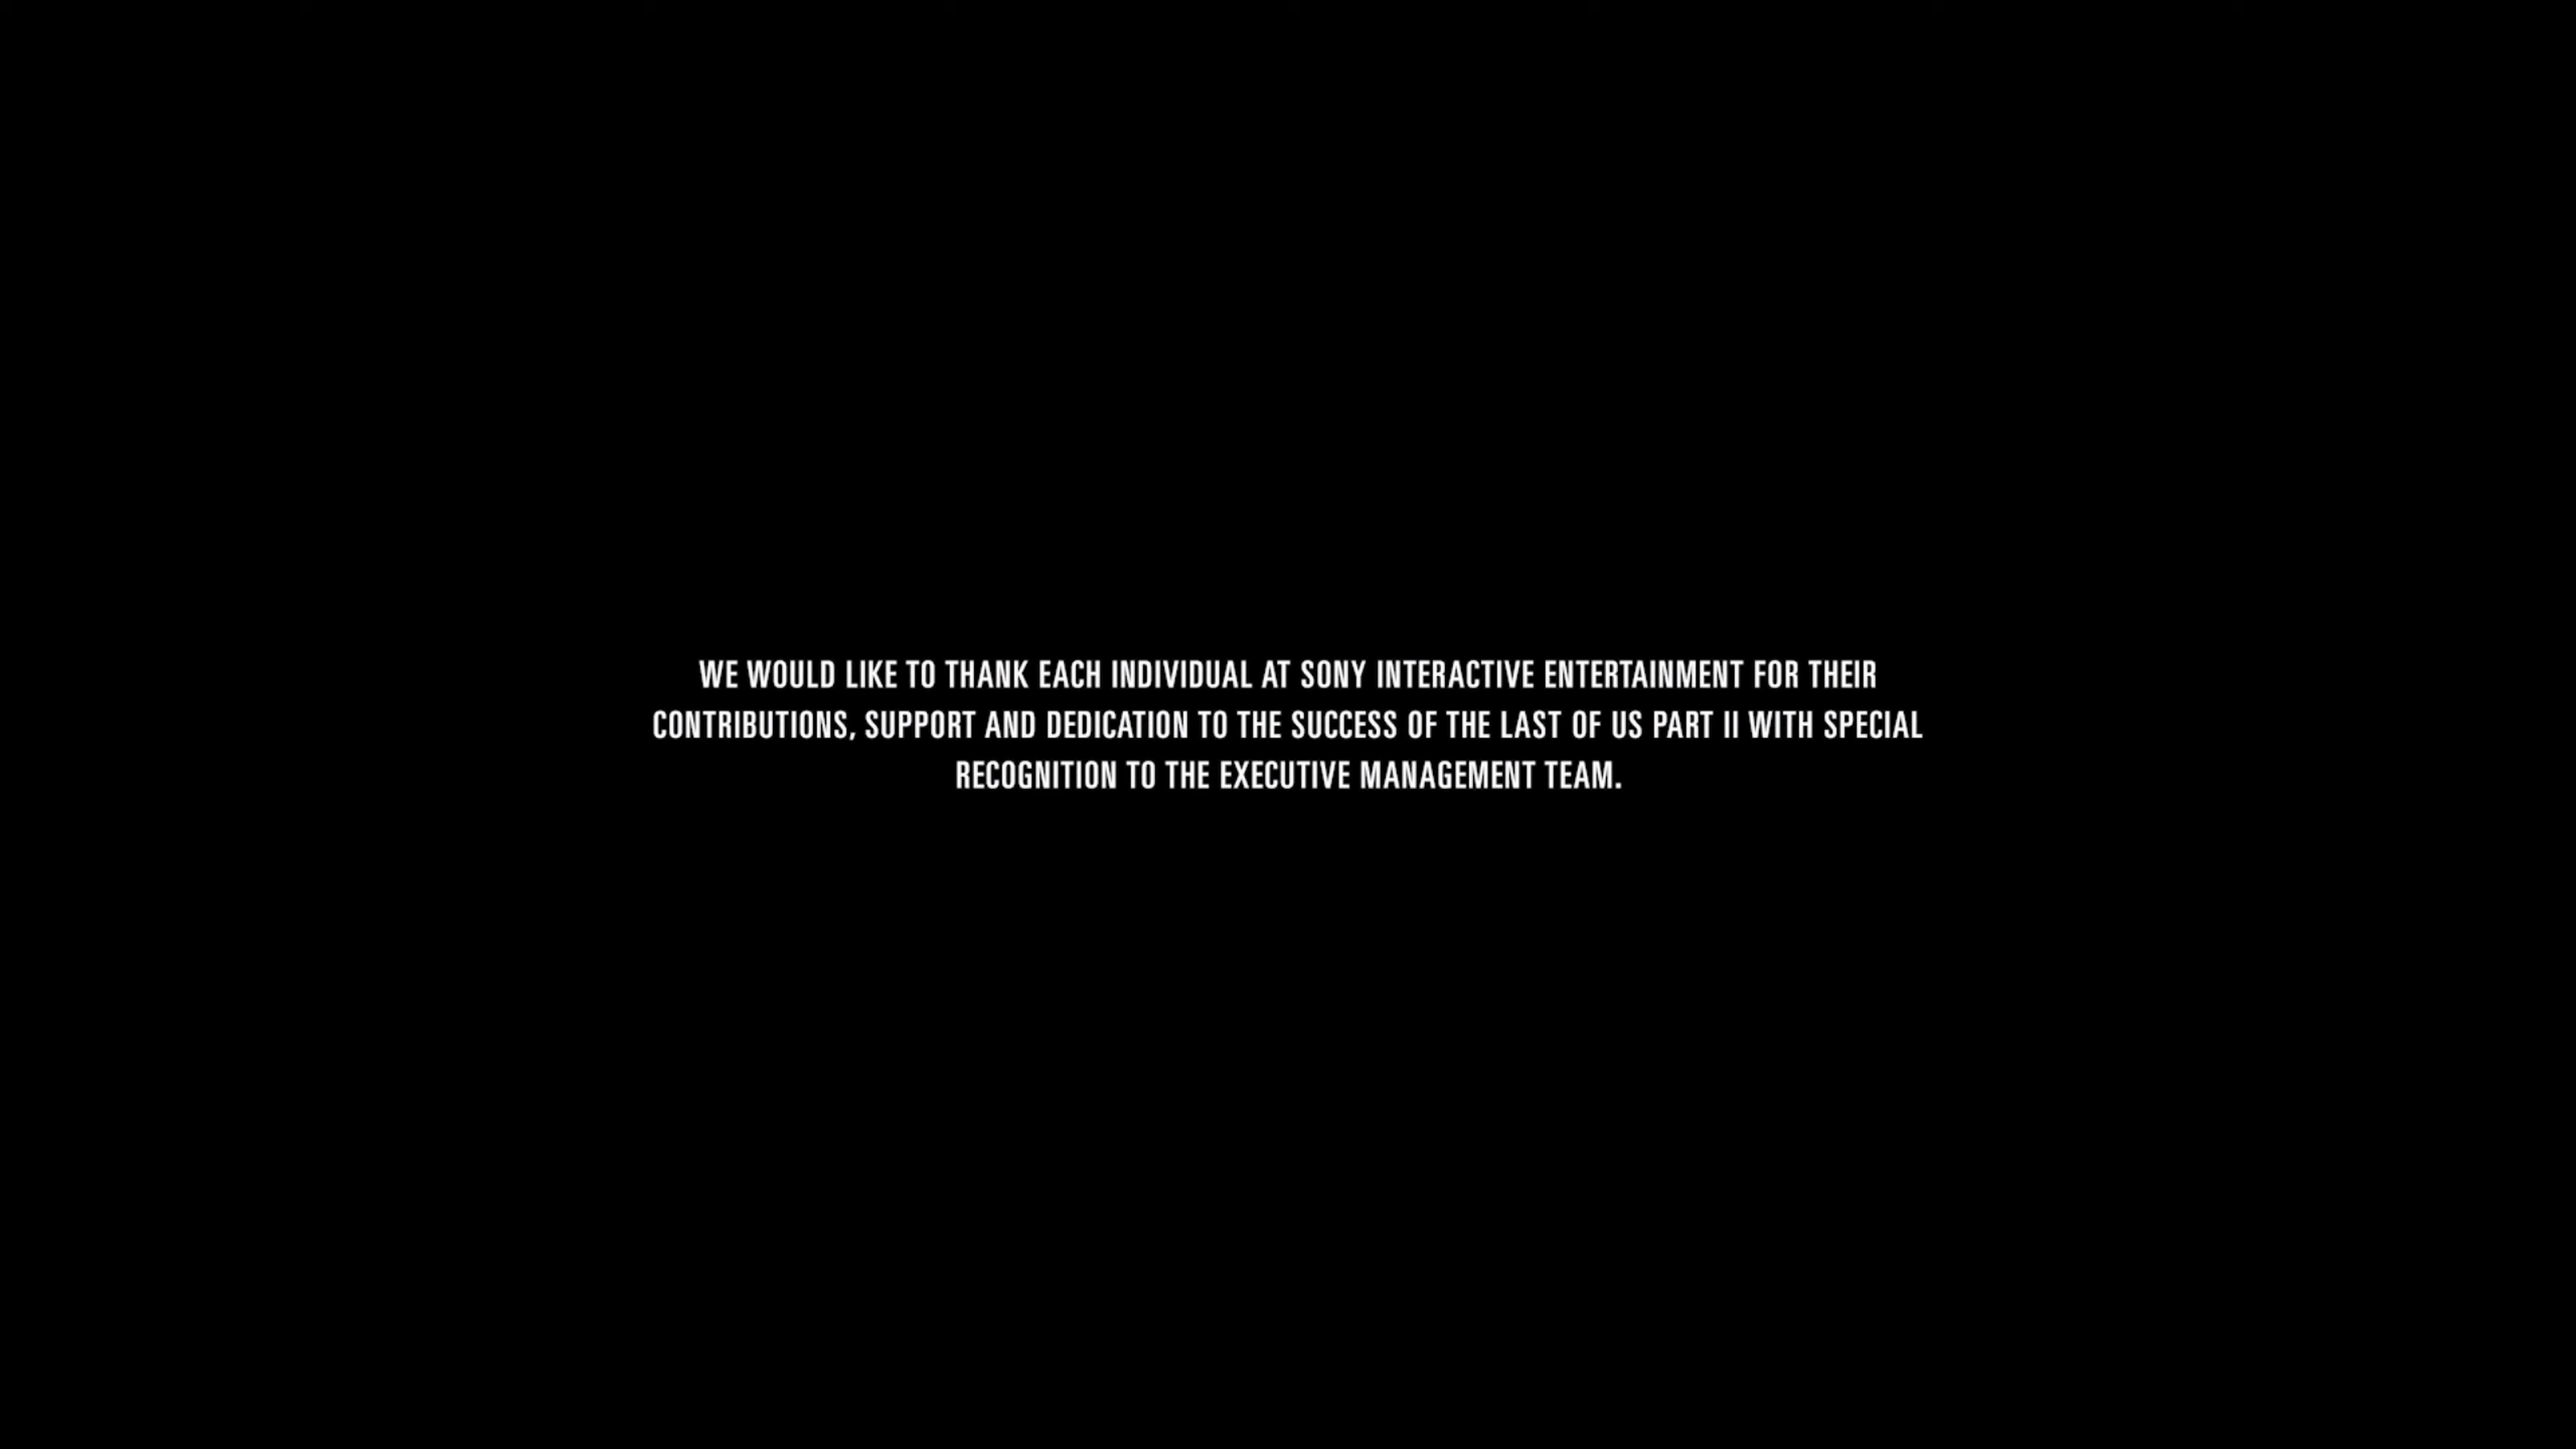 WE WOULD LIKE TO THANK EACH INDIVIDUAL AT SONY INTERACTIVE ENTERTAINMENT FOR THEIR
CONTRIBUTIONS, SUPPORT AND DEDICATION TO THE SUCCESS OF THE LAST OF US PART II WITH SPECIAL
RECOGNITION TO THE EXECUTIVE MANAGEMENT TEAM.